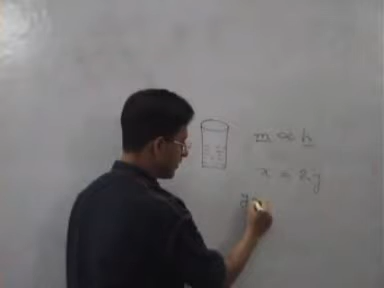 m ∝ h
x = 2y
y